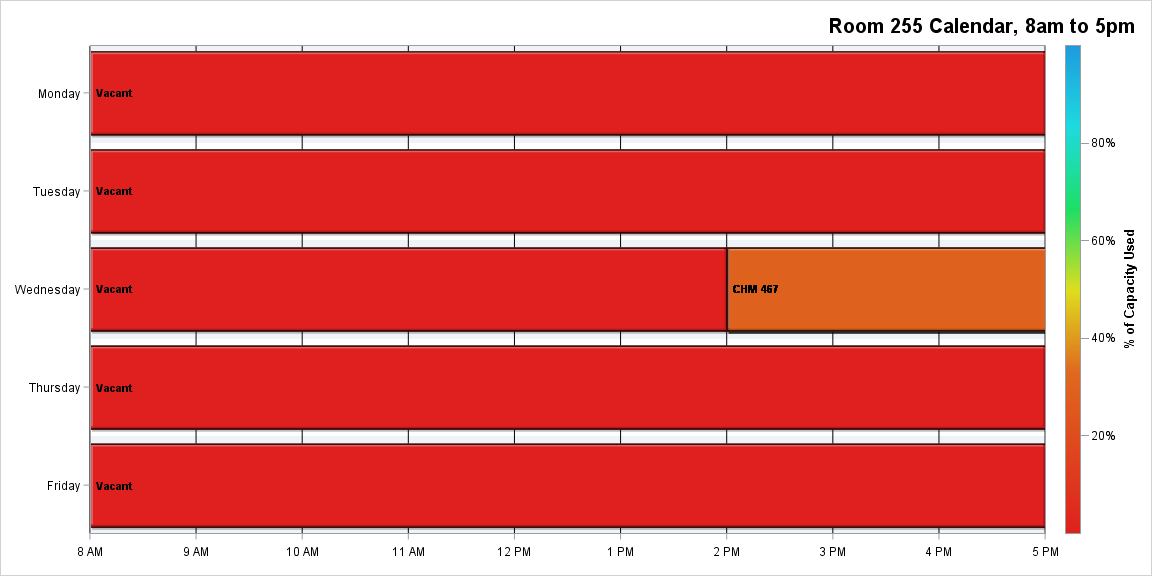 Room 255 Calendar, 8am to 5pm
Monday
Vacant
Tuesday
Vacant
Wednesday
Vacant
CHM 467
Thursday
Vacant
Friday
Vacant
8 AM
9 AM
10 AM
11 AM
12 PM
1 PM
2 PM
3 PM
4 PM
5 PM
80%
60%
40%
20%
% of Capacity Used